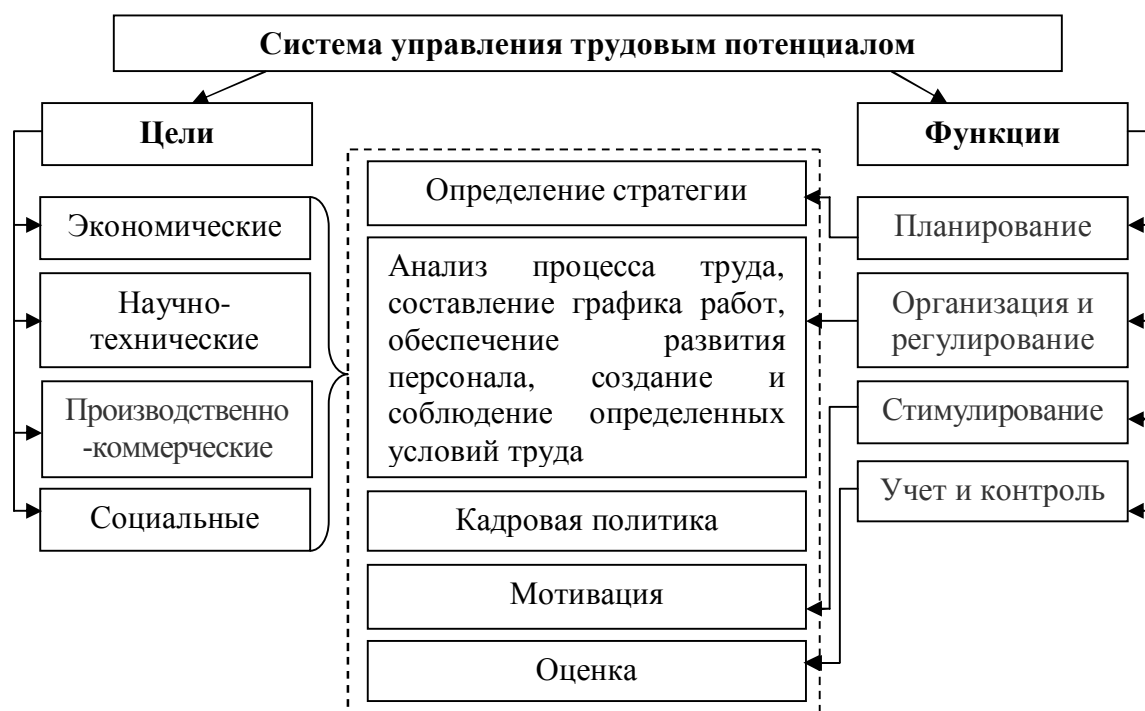 Система управления трудовым потенциалом
Цели
Функции
Экономические
Научно-
технические
Производственно
-коммерческие
Социальные
Определение стратегии
Анализ процесса труда,
составление графика работ,
обеспечение развития
персонала, создание и
соблюдение определенных
условий труда
Кадровая политика
Мотивация
Оценка
Планирование
Организация и
регулирование
Стимулирование
Учет и контроль